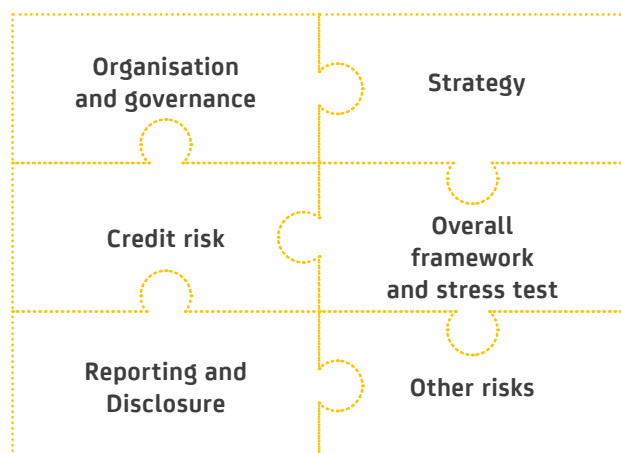 Organisation
and governance
Strategy
Credit risk
Overall
framework
and stress test
Reporting and
Disclosure
Other risks